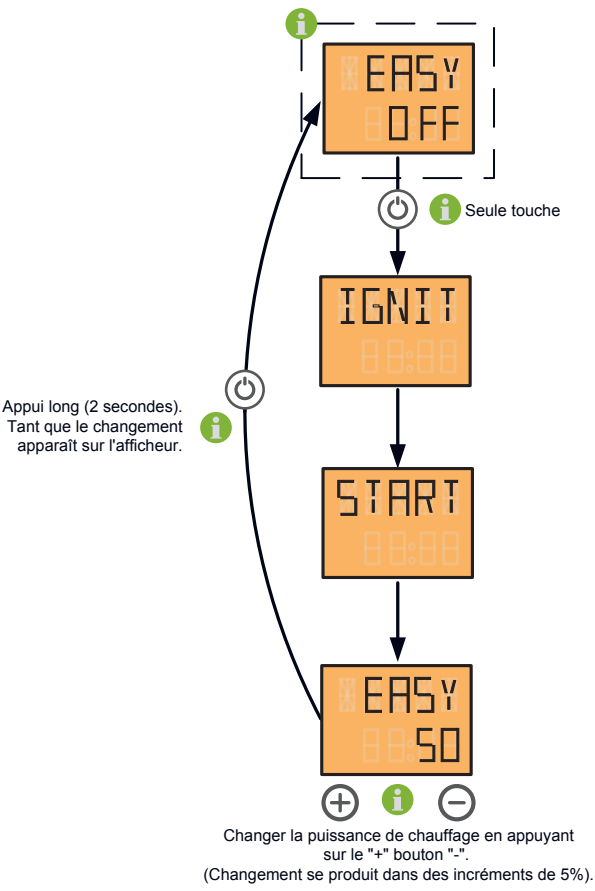 EASY
OFF
Seule touche
IGNIT
Appui long (2 secondes).
Tant que le changement
apparaît sur l'afficheur.
START
EASY
50
Changer la puissance de chauffage en appuyant
sur le "+" bouton "-".
(Changement se produit dans des incréments de 5%).